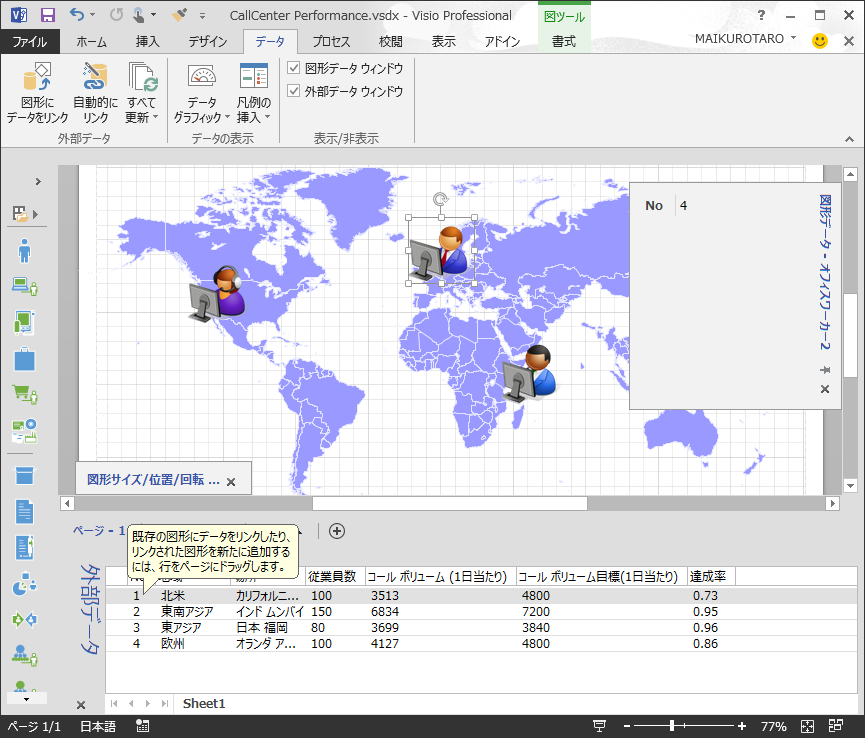 CallCenter Performance.vsdx - Visio Professional
図ツール
ファイル
ホーム
挿入
デザイン
データ
プロセス
校閲
表示
アドイン
書式
MAIKUROTARO
図形に
データをリンク
自動的に
リンク
すべて
更新
外部データ
データ
グラフィック
凡例の
挿入
データの表示
図形データ ウィンドウ
外部データ ウィンドウ
表示/非表示
No 4
図形データ - オフィスワーカー2
図形サイズ/位置/回転 ...
ページ - 1
既存の図形にデータをリンクしたり、
リンクされた図形を新たに追加する
には、行をページにドラッグします。
外部データ
従業員数 コール ボリューム (1日当たり) コール ボリューム目標(1日当たり) 達成率
1 北米 カリフォルニ... 100 3513 4800 0.73
2 東南アジア インド ムンバイ 150 6834 7200 0.95
3 東アジア 日本 福岡 80 3699 3840 0.96
4 欧州 オランダ ア... 100 4127 4800 0.86
Sheet1
ページ 1/1
日本語
77%